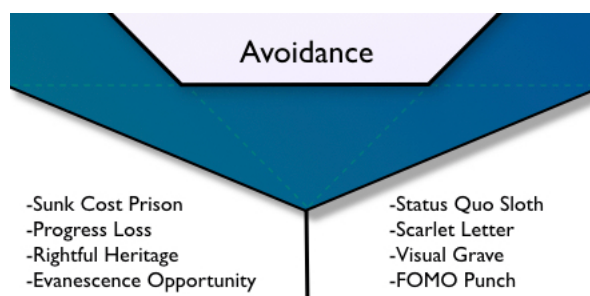 Avoidance
-Sunk Cost Prison
-Progress Loss
-Rightful Heritage
-Evanescence Opportunity
-Status Quo Sloth
-Scarlet Letter
-Visual Grave
-FOMO Punch